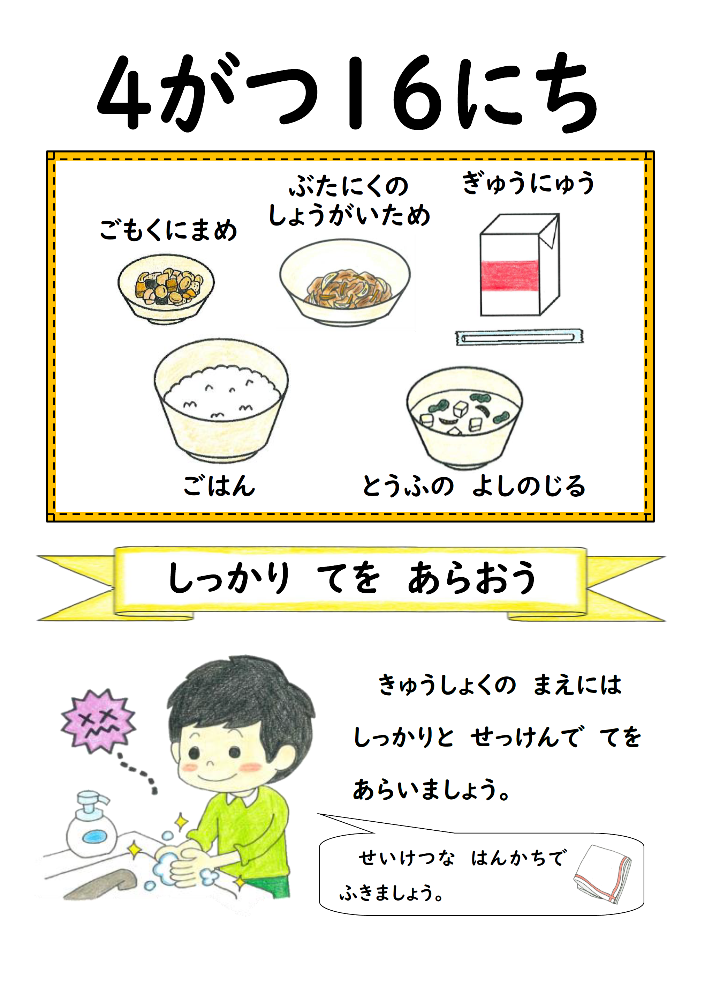 4がつ16にち
ぎゅうにゅう
ぶたにくの
しょうがいため
ごもくにまめ
ごはん
とうふの　よしのじる
しっかり　てを　あらおう
きゅうしょくの　まえには
しっかりと　せっけんで　てを
あらいましょう。
せいけつな　はんかちで
ふきましょう。